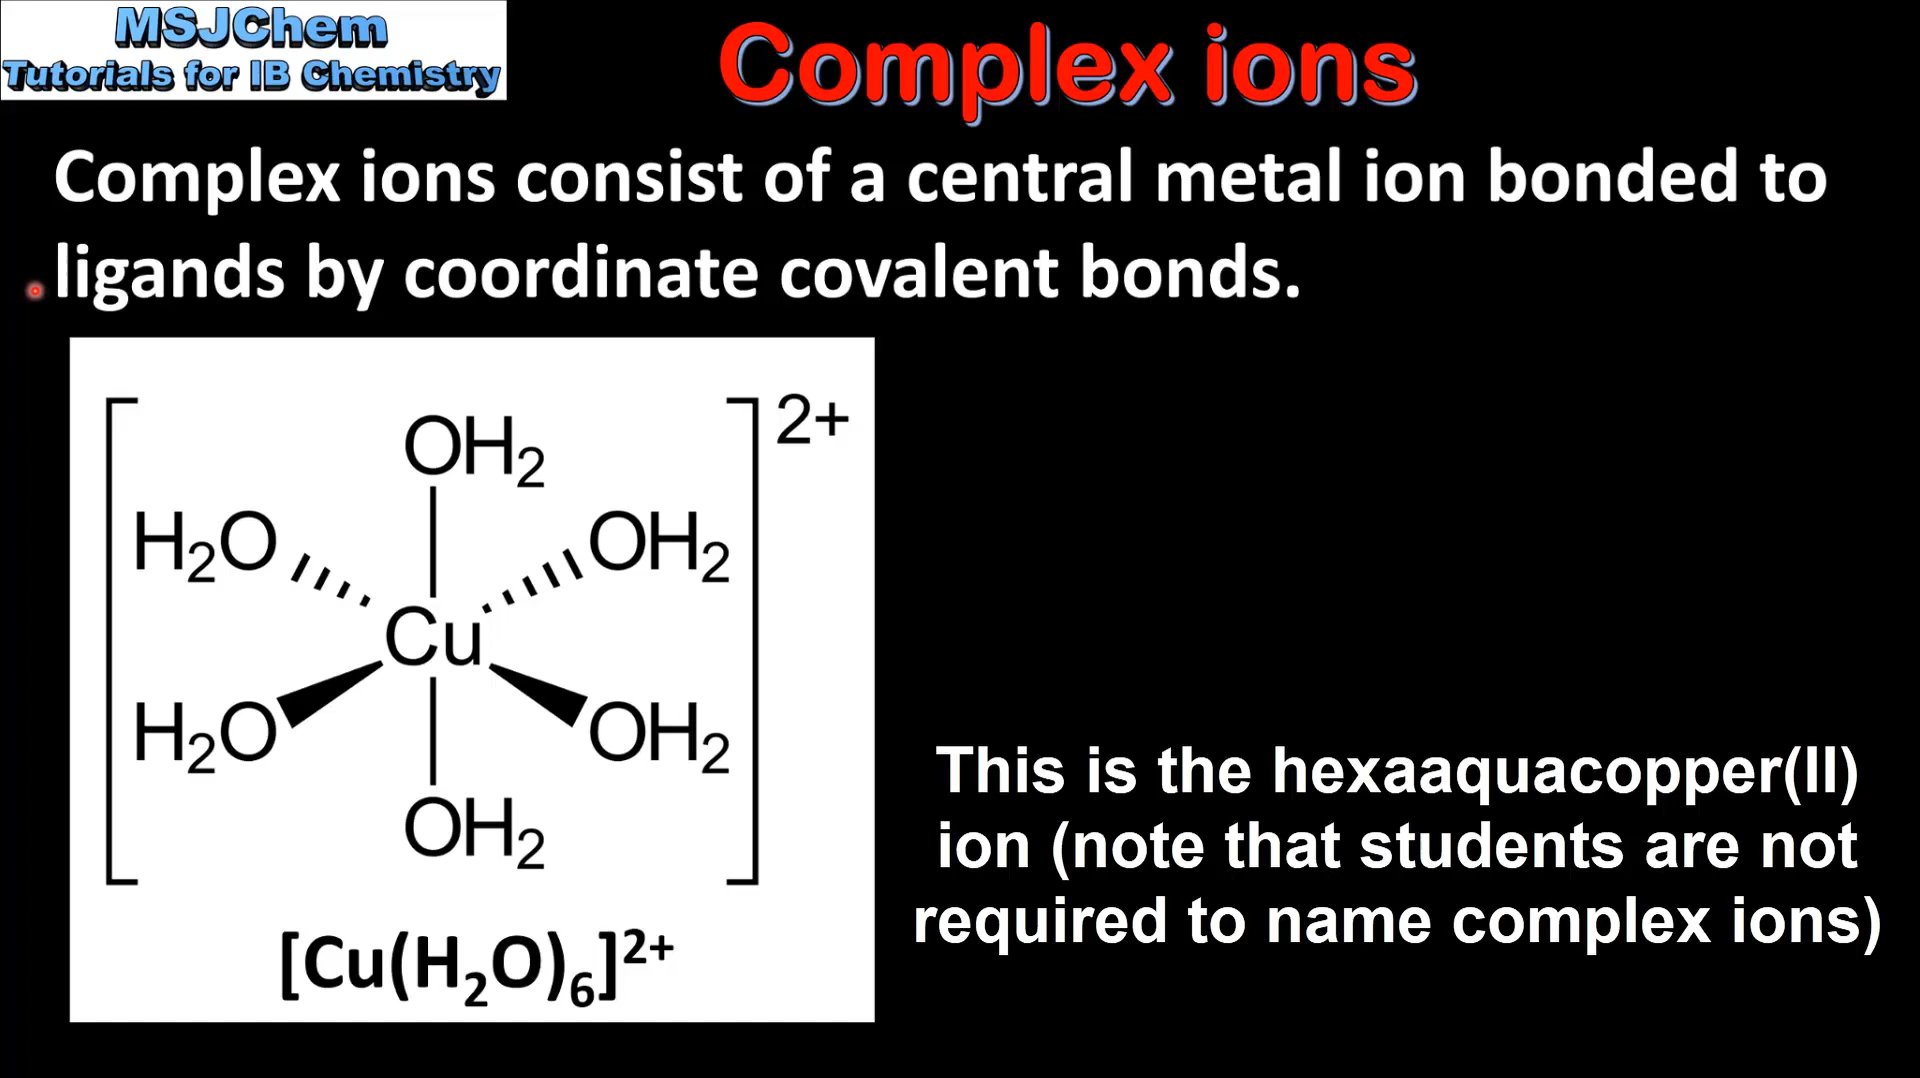 MSJChem
Tutorials for IB Chemistry
Complex ions
Complex ions consist of a central metal ion bonded to
ligands by coordinate covalent bonds.
2+
OH₂
H₂O
OH₂
Cu
H₂O
OH₂
OH₂
[Cu(H₂O)₆]²⁺
This is the hexaaquacopper(II)
ion (note that students are not
required to name complex ions)